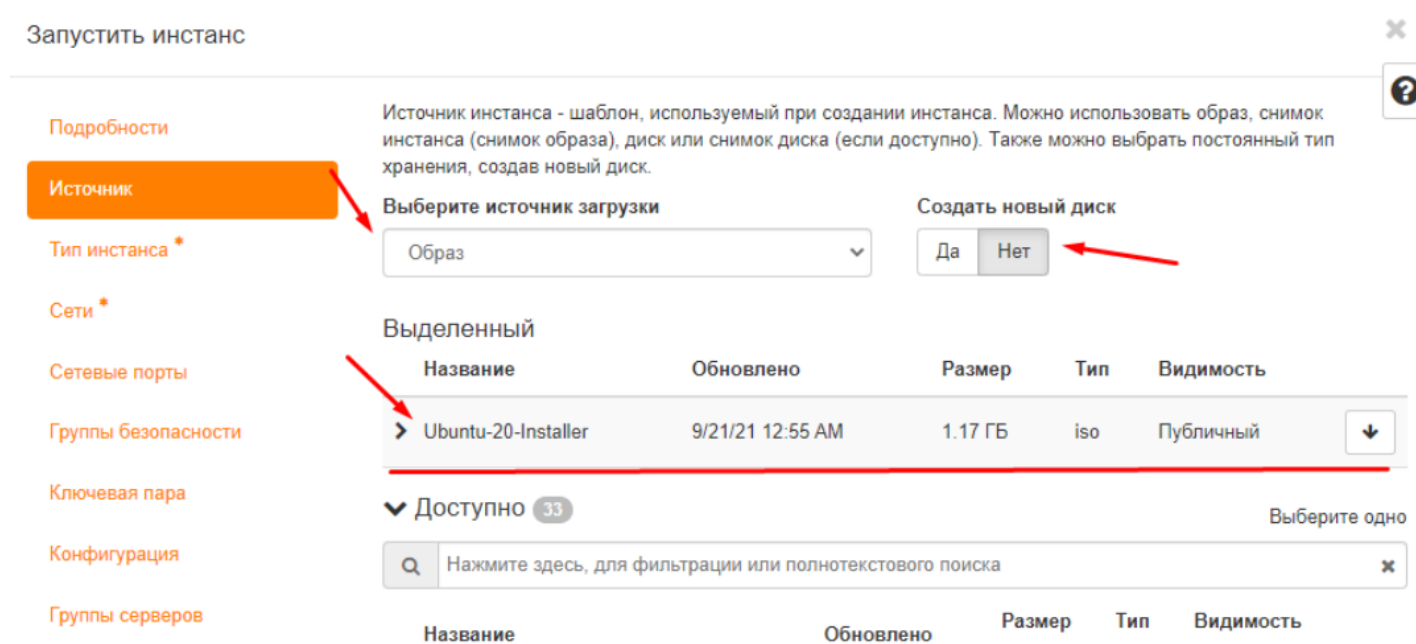 Запустить инстанс
Подробности
Источник
Тип инстанса *
Сети *
Сетевые порты
Группы безопасности
Ключевая пара
Конфигурация
Группы серверов
Источник инстанса - шаблон, используемый при создании инстанса. Можно использовать образ, снимок
инстанса (снимок образа), диск или снимок диска (если доступно). Также можно выбрать постоянный тип
хранения, создав новый диск.
Выберите источник загрузки Создать новый диск
Образ Да Нет
Выделенный
Название Обновлено Размер Тип Видимость
Ubuntu-20-Installer 9/21/21 12:55 AM 1.17 ГБ iso Публичный
Доступно 33 Выберите одно
Нажмите здесь, для фильтрации или полнотекстового поиска
Название Обновлено Размер Тип Видимость